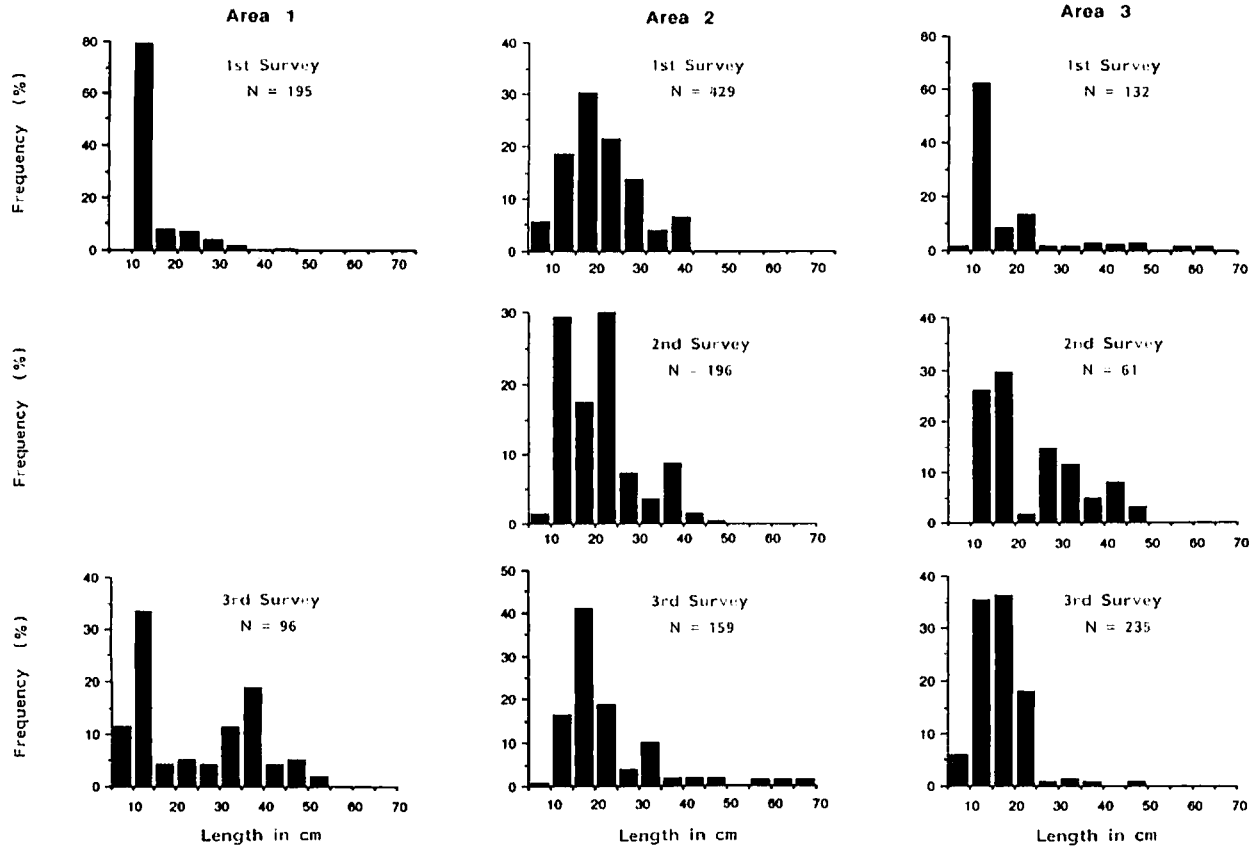 Area 1
Area 2
Area 3
Frequency (%)
80
60
40
20
0
1st Survey
N = 195
10 20 30 40 50 60 70
40
30
20
10
0
1st Survey
N = 429
10 20 30 40 50 60 70
80
60
40
20
0
1st Survey
N = 132
10 20 30 40 50 60 70
Frequency (%)
30
20
10
0
2nd Survey
N - 196
10 20 30 40 50 60 70
40
30
20
10
0
2nd Survey
N = 61
10 20 30 40 50 60 70
Frequency (%)
40
30
20
10
0
3rd Survey
N = 96
10 20 30 40 50 60 70
Length in cm
50
40
30
20
10
0
3rd Survey
N = 159
10 20 30 40 50 60 70
Length in cm
40
30
20
10
0
3rd Survey
N = 235
10 20 30 40 50 60 70
Length in cm